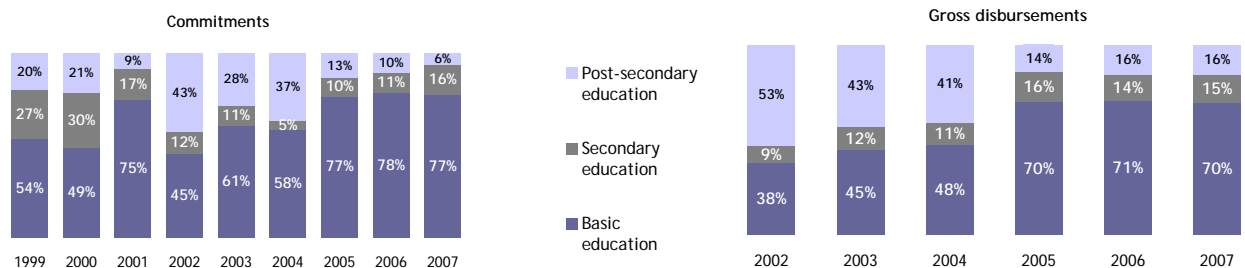 Commitments
20% 21% 9% 43% 28% 37% 13% 10% 6%
27% 30% 17% 12% 11% 5% 10% 11% 16%
54% 49% 75% 45% 61% 58% 77% 78% 77%
1999 2000 2001 2002 2003 2004 2005 2006 2007
Post-secondary
education
Secondary
education
Basic
education
Gross disbursements
53% 43% 41% 14% 16% 16%
9% 12% 11% 16% 14% 15%
38% 45% 48% 70% 71% 70%
2002 2003 2004 2005 2006 2007